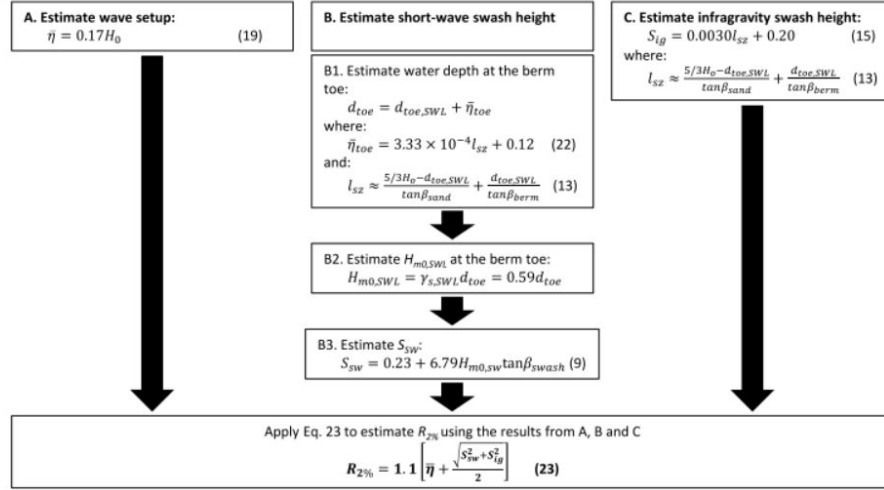 A. Estimate wave setup:
η̄ = 0.17H₀ (19)
B. Estimate short-wave swash height
B1. Estimate water depth at the berm
toe:
d_toe = d_toe,SWL + η̄_toe
where:
η̄_toe = 3.33 × 10⁻⁴l_sz + 0.12 (22)
and:
l_sz ≈ (5/3H₀−d_toe,SWL)/(tanβ_sand) + (d_toe,SWL)/(tanβ_berm) (13)
B2. Estimate H_m0,SWL at the berm toe:
H_m0,SWL = γ_s,SWL d_toe = 0.59d_toe
B3. Estimate S_sw:
S_sw = 0.23 + 6.79H_m0,sw tanβ_swash (9)
C. Estimate infragravity swash height:
S_ig = 0.0030l_sz + 0.20 (15)
where:
l_sz ≈ (5/3H₀−d_toe,SWL)/(tanβ_sand) + (d_toe,SWL)/(tanβ_berm) (13)
Apply Eq. 23 to estimate R_2% using the results from A, B and C
R_2% = 1.1[η̄ + √(S²_sw+S²_ig)/2] (23)